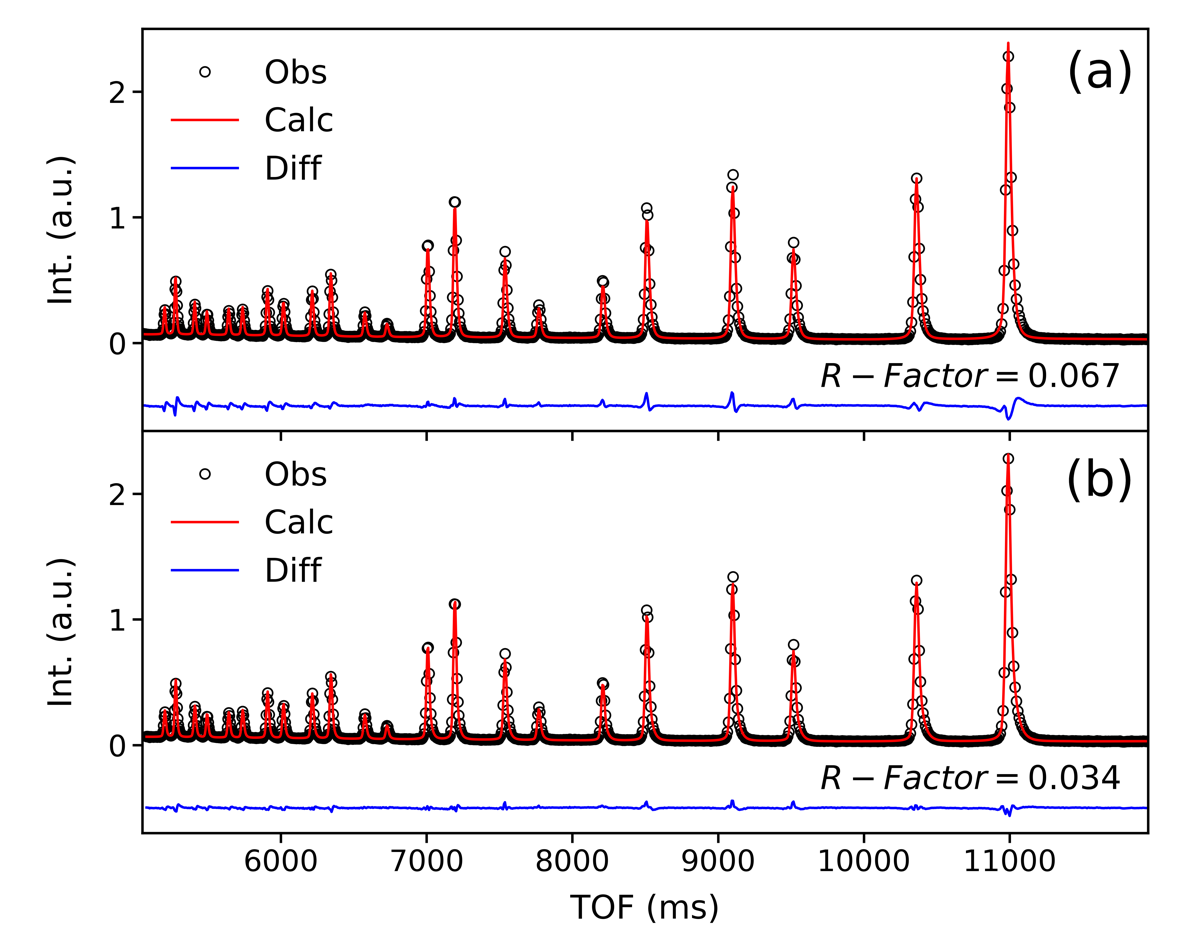 (a)
Obs
Calc
Diff
2
1
0
Int. (a.u.)
R − Factor = 0.067
(b)
Obs
Calc
Diff
2
1
0
Int. (a.u.)
R − Factor = 0.034
6000 7000 8000 9000 10000 11000
TOF (ms)